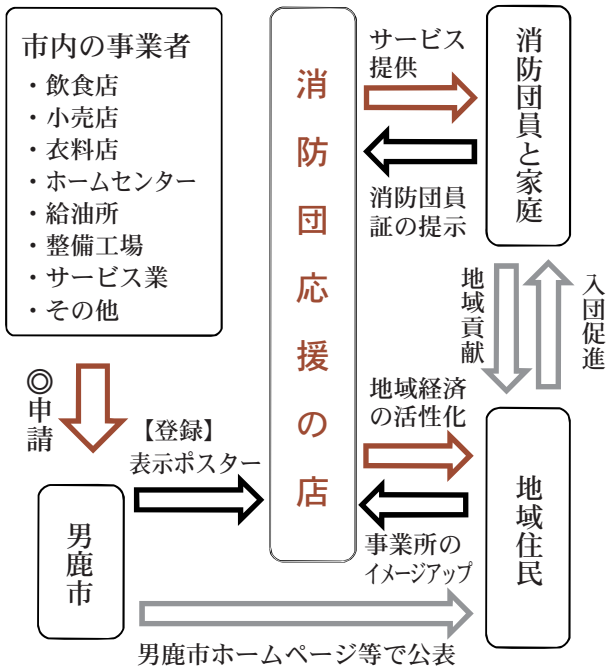 市内の事業者
・飲食店
・小売店
・衣料店
・ホームセンター
・給油所
・整備工場
・サービス業
・その他
◎申請
男鹿市
【登録】
表示ポスター
消防団応援の店
サービス
提供
消防団員
証の提示
消防団員と家庭
地域貢献
入団促進
地域経済
の活性化
事業所の
イメージアップ
地域住民
男鹿市ホームページ等で公表